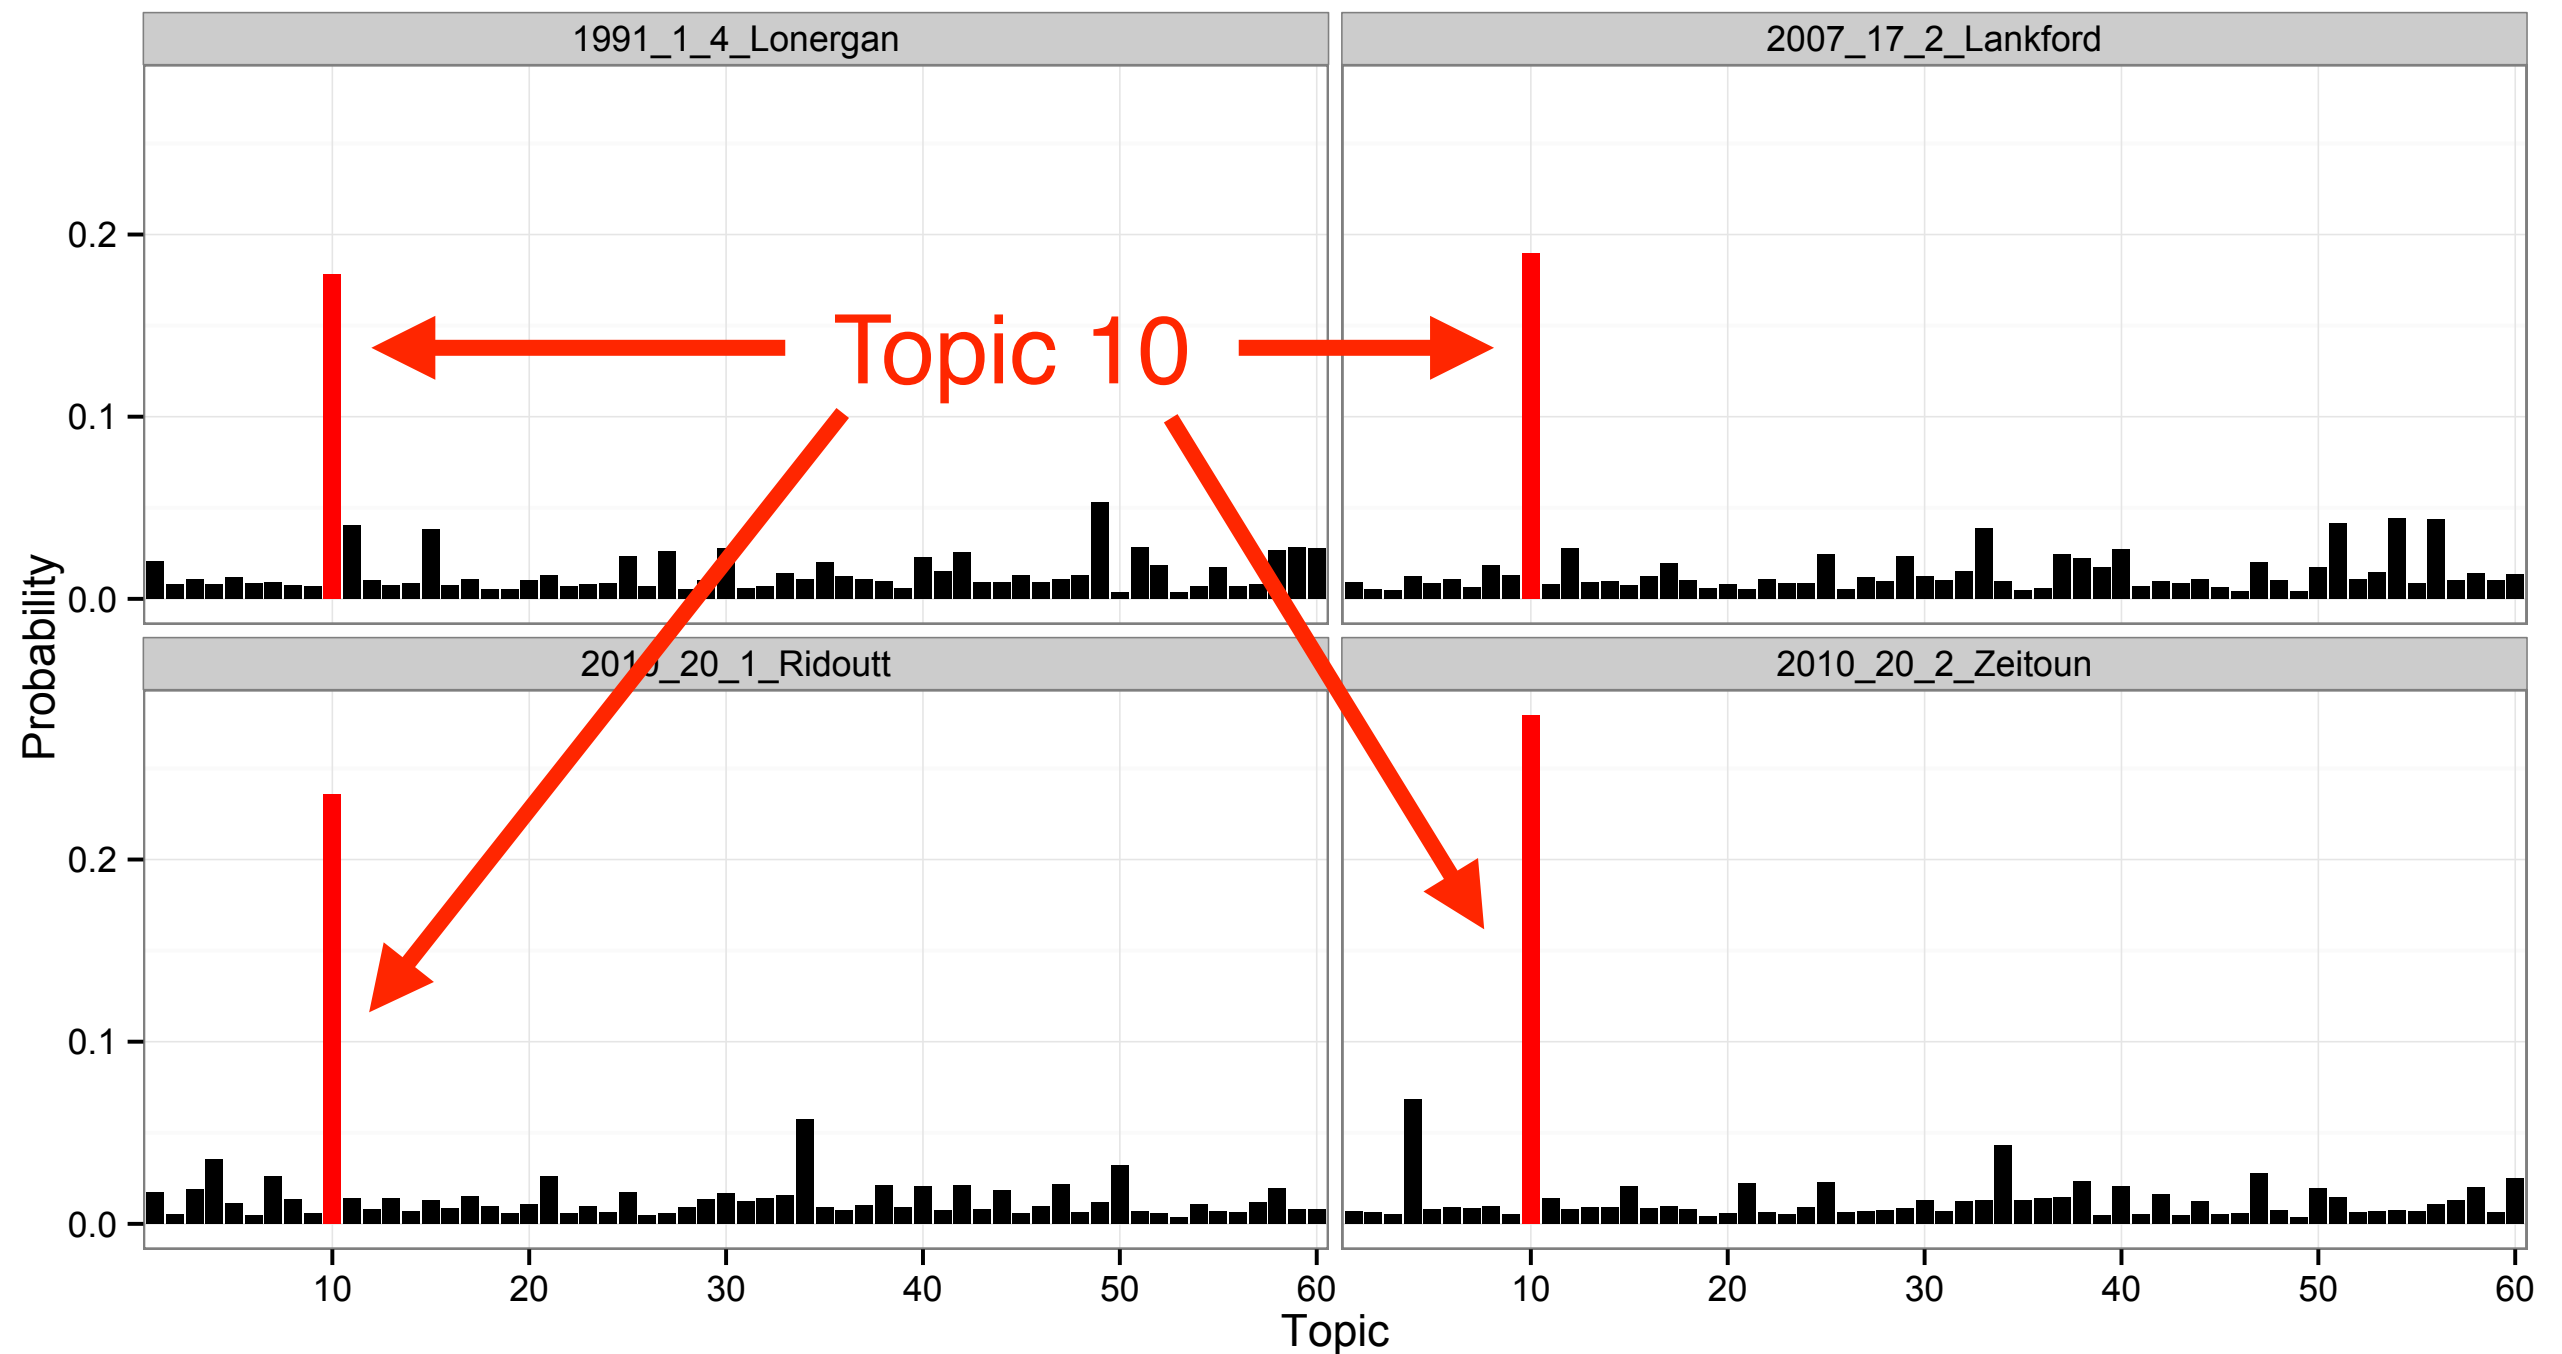 1991_1_4_Lonergan
2007_17_2_Lankford
0.2
0.1
0.0
Topic 10
2010_20_1_Ridoutt
2010_20_2_Zeitoun
0.2
0.1
0.0
Probability
10 20 30 40 50 60
10 20 30 40 50 60
Topic